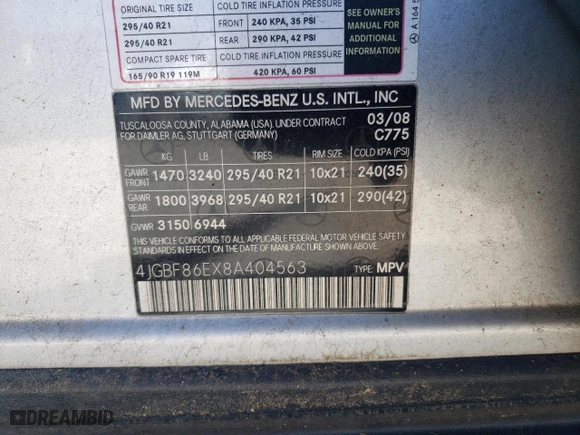 ORIGINAL TIRE SIZE COLD TIRE INFLATION PRESSURE
295/40 R21 FRONT 240 KPA, 35 PSI
COLD TIRE INFLATION PRESSURE
295/40 R21 REAR 290 KPA, 42 PSI
COMPACT SPARE TIRE COLD TIRE INFLATION PRESSURE
165/90 R19 119M 420 KPA, 60 PSI
SEE OWNER'S
MANUAL FOR
ADDITIONAL
INFORMATION
A 164 5
MFD BY MERCEDES-BENZ U.S. INTL., INC
TUSCALOOSA COUNTY, ALABAMA (USA) UNDER CONTRACT 03/08
FOR DAIMLER AG, STUTTGART (GERMANY) C775
KG LB TIRES RIM SIZE COLD KPA (PSI)
GAWR FRONT 1470 3240 295/40 R21 10x21 240(35)
GAWR REAR 1800 3968 295/40 R21 10x21 290(42)
GVWR 3150 6944
THIS VEHICLE CONFORMS TO ALL APPLICABLE FEDERAL MOTOR
VEHICLE SAFETY
DATE OF MANUFACTURE SHOWN ABOVE.
4JGBF86EX8A404563 TYPE: MPV
DREAMBID